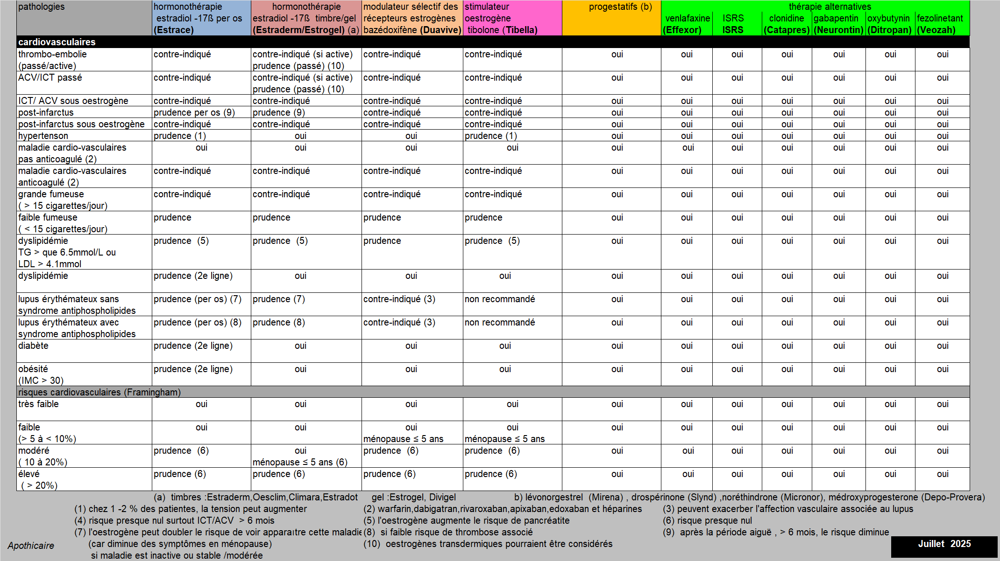 pathologies hormonothérapie hormonothérapie modulateur sélectif des stimulateur progestatifs (b) thérapie alternatives
estradiol -17ß per os estradiol -17ß timbre/gel récepteurs estrogènes oestrogène venlafaxine ISRS clonidine gabapentin oxybutynin fezolinetant
(Estrace) (Estraderm/Estrogel) (a) bazédoxifène (Duavive) tibolone (Tibella) (Effexor) ISRS (Catapres) (Neurontin) (Ditropan) (Veozah)
cardiovasculaires
thrombo-embolie contre-indiqué contre-indiqué (si active) contre-indiqué contre-indiqué oui oui oui oui oui oui oui
(passé/active) prudence (passé) (10)
ACV/ICT passé contre-indiqué contre-indiqué (si active) contre-indiqué contre-indiqué oui oui oui oui oui oui oui
prudence (passé) (10)
ICT/ ACV sous oestrogène contre-indiqué contre-indiqué contre-indiqué contre-indiqué oui oui oui oui oui oui oui
post-infarctus prudence per os (9) prudence (9) contre-indiqué contre-indiqué oui oui oui oui oui oui oui
post-infarctus sous oestrogène contre-indiqué contre-indiqué contre-indiqué contre-indiqué oui oui oui oui oui oui oui
hypertenson prudence (1) oui oui prudence (1) oui oui oui oui oui oui oui
maladie cardio-vasculaires oui oui oui oui oui oui oui oui oui oui oui
pas anticoagulé (2)
maladie cardio-vasculaires contre-indiqué contre-indiqué contre-indiqué contre-indiqué oui oui oui oui oui oui oui
anticoagulé (2)
grande fumeuse contre-indiqué contre-indiqué contre-indiqué contre-indiqué oui oui oui oui oui oui oui
( > 15 cigarettes/jour)
faible fumeuse prudence prudence prudence prudence oui oui oui oui oui oui oui
( < 15 cigarettes/jour)
dyslipidémie prudence (5) prudence (5) prudence prudence (5) oui oui oui oui oui oui oui
TG > que 6.5mmol/L ou
LDL > 4.1mmol
dyslipidémie prudence (2e ligne) oui oui oui oui oui oui oui oui oui oui
lupus érythémateux sans prudence (per os) (7) prudence (7) contre-indiqué (3) non recommandé oui oui oui oui oui oui oui
syndrome antiphospholipides
lupus érythémateux avec prudence (per os) (8) prudence (8) contre-indiqué (3) non recommandé oui oui oui oui oui oui oui
syndrome antiphospholipides
diabète prudence (2e ligne) oui oui oui oui oui oui oui oui oui oui
obésité prudence (2e ligne) oui oui oui oui oui oui oui oui oui oui
(IMC > 30)
risques cardiovasculaires (Framingham)
très faible oui oui oui oui oui oui oui oui oui oui oui
faible oui oui oui oui oui oui oui oui oui oui oui
(> 5 à < 10%) ménopause ≤ 5 ans ménopause ≤ 5 ans
modéré prudence (6) oui prudence (6) prudence (6) oui oui oui oui oui oui oui
( 10 à 20%) ménopause ≤ 5 ans (6)
élevé prudence (6) prudence (6) prudence (6) prudence (6) oui oui oui oui oui oui oui
( > 20%)
(a) timbres :Estraderm,Oesclim,Climara,Estradot gel :Estrogel, Divigel b) lévonorgestrel (Mirena) , drospérinone (Slynd) ,noréthindrone (Micronor), médroxyprogesterone (Depo-Provera)
(1) chez 1 -2 % des patientes, la tension peut augmenter (2) warfarin,dabigatran,rivaroxaban,apixaban,edoxaban et héparines (3) peuvent exacerber l'affection vasculaire associée au lupus
(4) risque presque nul surtout ICT/ACV > 6 mois (5) l'oestrogène augmente le risque de pancréatite (6) risque presque nul
(7) l'oestrogène peut doubler le risque de voir apparaıtre cette maladie (8) si faible risque de thrombose associé (9) après la période aiguë , > 6 mois, le risque diminue
Apothicaire (car diminue des symptômes en ménopause) (10) oestrogènes transdermiques pourraient être considérés Juillet 2025
si maladie est inactive ou stable /modérée